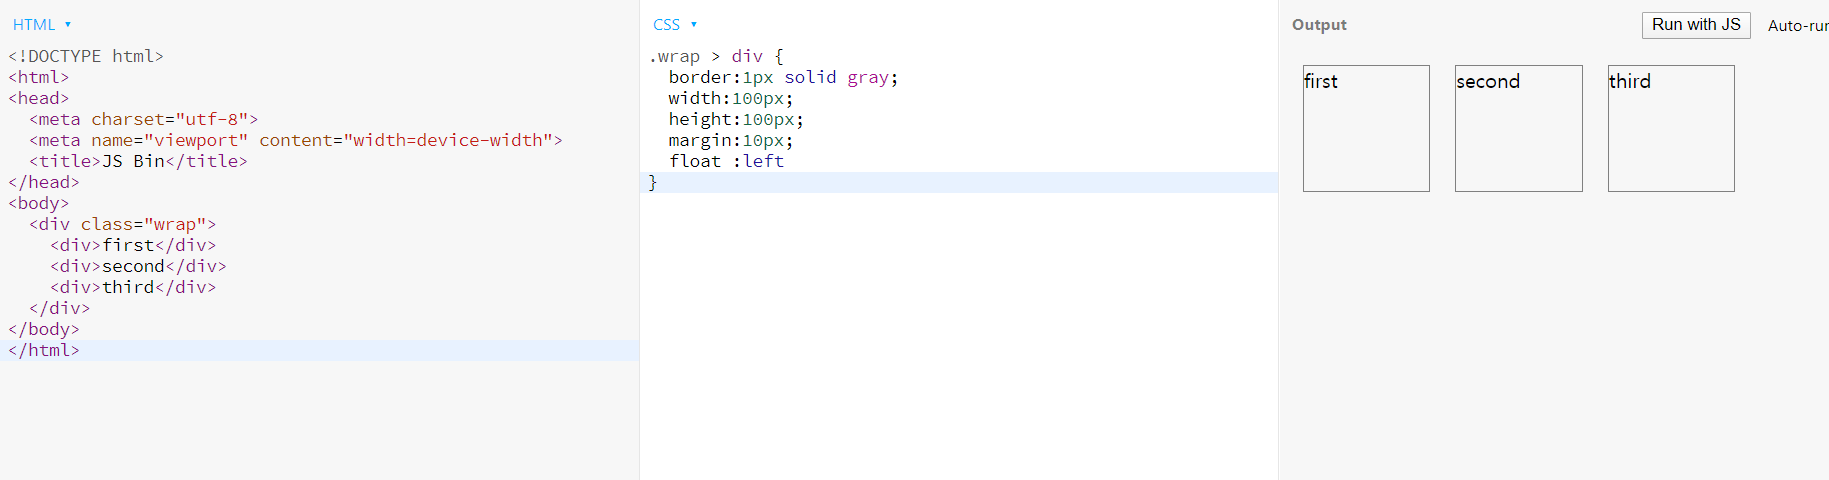 HTML ▾
<!DOCTYPE html>
<html>
<head>
  <meta charset="utf-8">
  <meta name="viewport" content="width=device-width">
  <title>JS Bin</title>
</head>
<body>
  <div class="wrap">
    <div>first</div>
    <div>second</div>
    <div>third</div>
  </div>
</body>
</html>
CSS ▾
.wrap > div {
  border:1px solid gray;
  width:100px;
  height:100px;
  margin:10px;
  float :left
}
Output Run with JS Auto-run
first second third